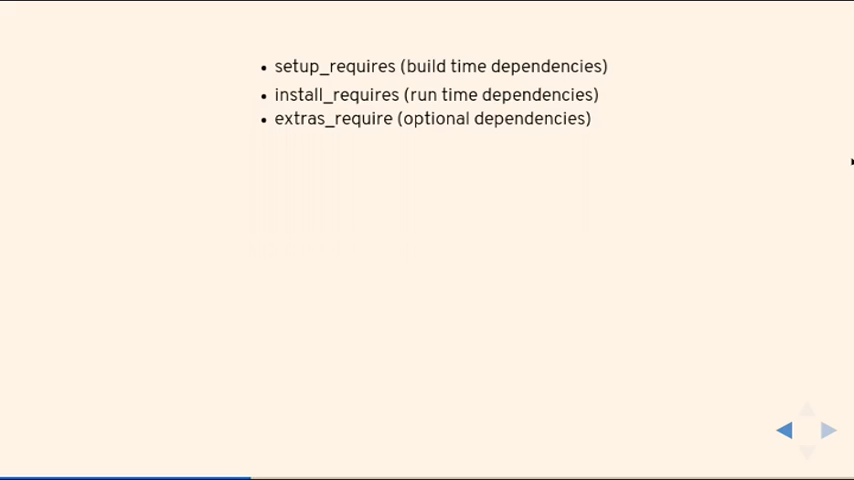 • setup_requires (build time dependencies)
• install_requires (run time dependencies)
• extras_require (optional dependencies)